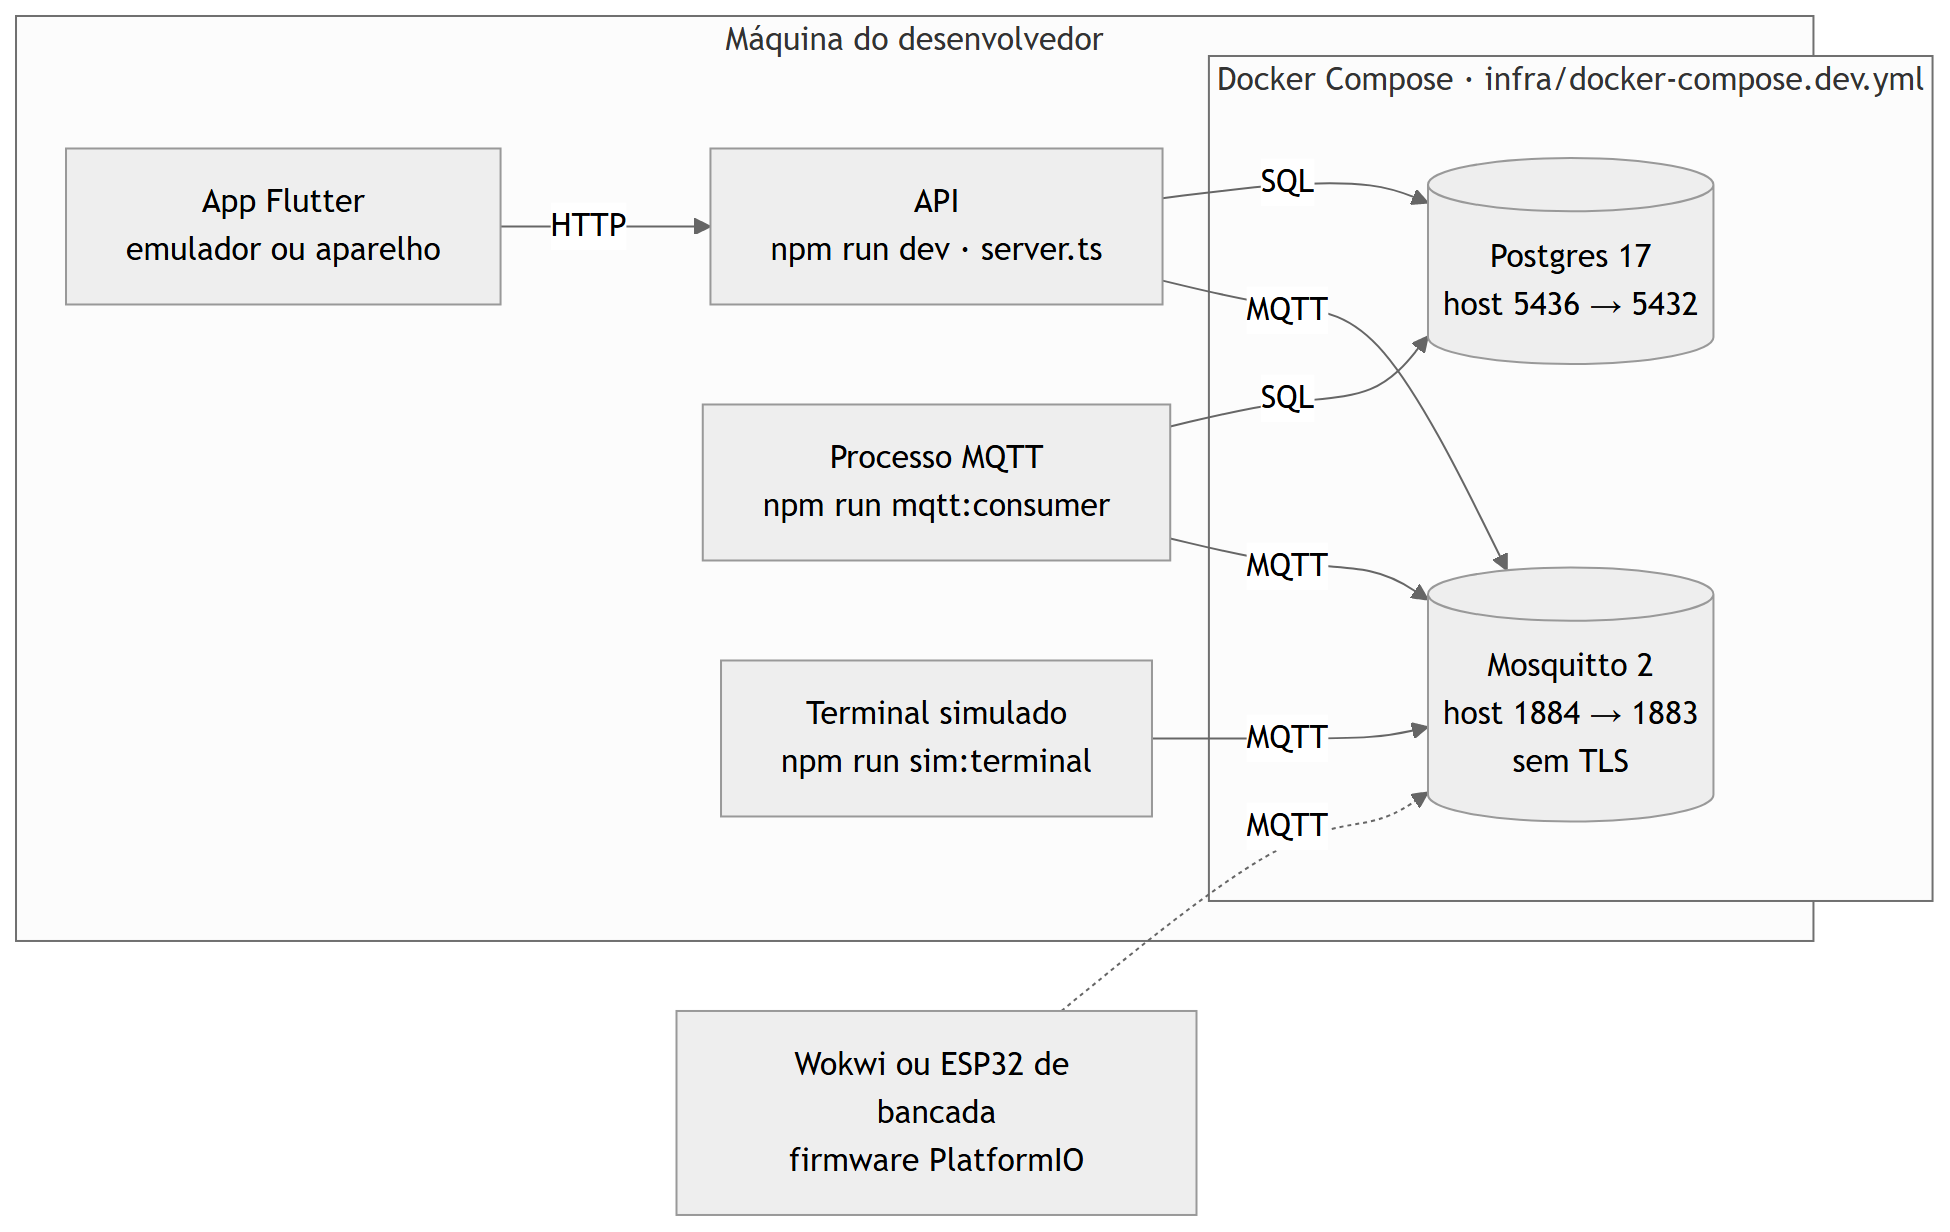 Máquina do desenvolvedor
Docker Compose · infra/docker-compose.dev.yml
App Flutter
emulador ou aparelho
HTTP
API
npm run dev · server.ts
SQL
MQTT
Postgres 17
host 5436 → 5432
SQL
Processo MQTT
npm run mqtt:consumer
MQTT
Terminal simulado
npm run sim:terminal
MQTT
Mosquitto 2
host 1884 → 1883
sem TLS
MQTT
Wokwi ou ESP32 de
bancada
firmware PlatformIO